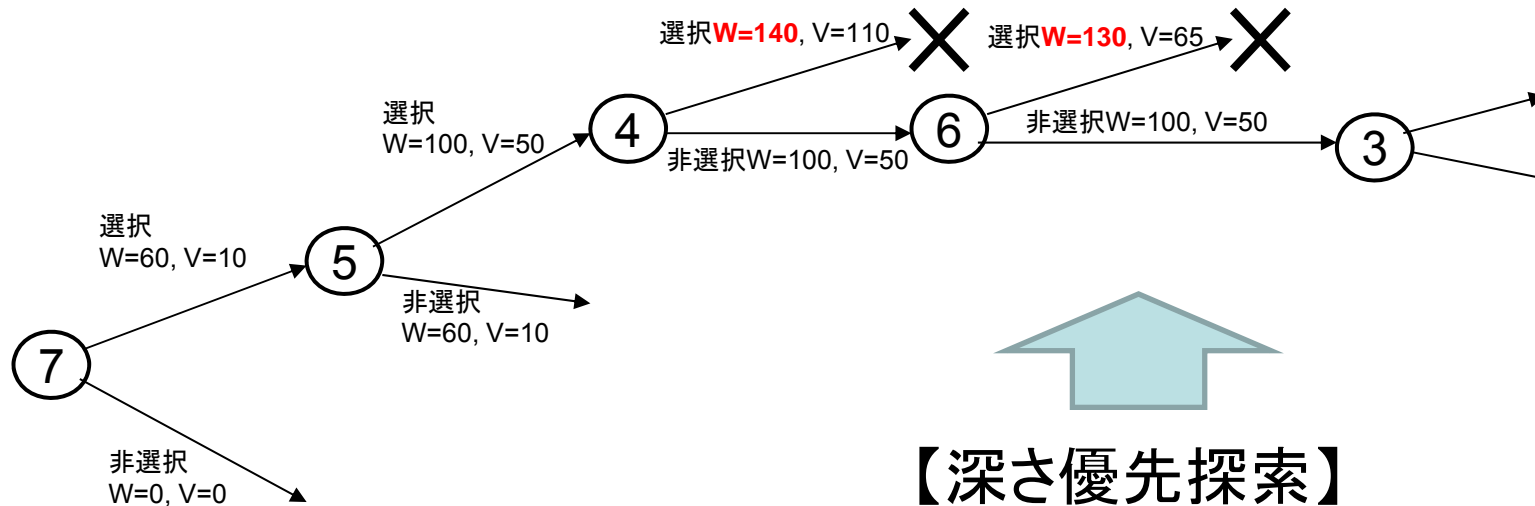 選択W=140, V=110
選択W=130, V=65
選択
W=100, V=50
4
6
非選択W=100, V=50
3
非選択W=100, V=50
選択
W=60, V=10
5
非選択
W=60, V=10
7
【深さ優先探索】
非選択
W=0, V=0